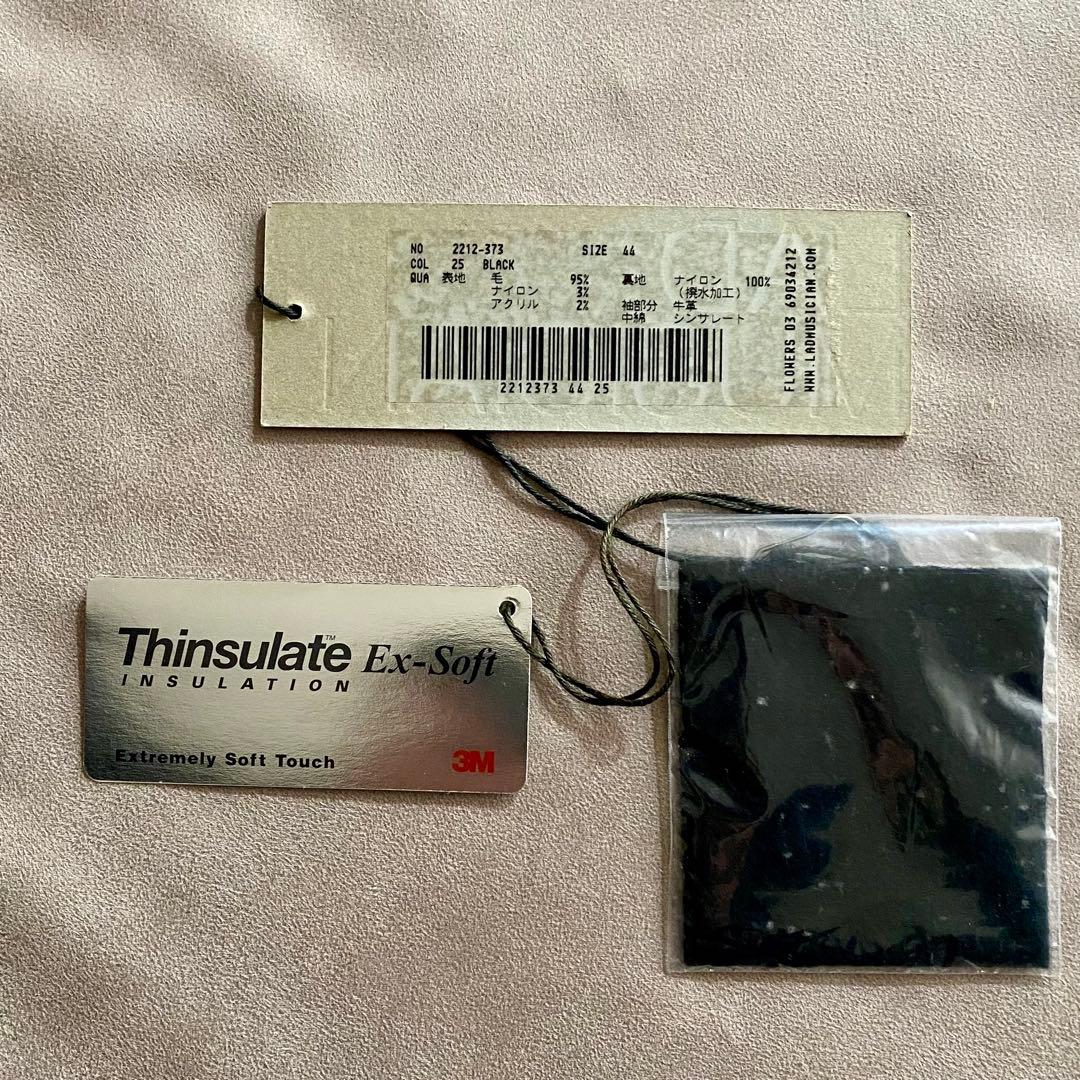 NO 2212-373 SIZE 44
COL 25 BLACK
QUA 表地 毛 95% 裏地 ナイロン 100%
ナイロン 3% (撥水加工)
アクリル 2% 袖部分 牛革
中綿 シンサレート
2212373 44 25
FLOWERS 03 69034212
WWW.LADMUSICIAN.COM
Thinsulate™ Ex-Soft
INSULATION
Extremely Soft Touch 3M